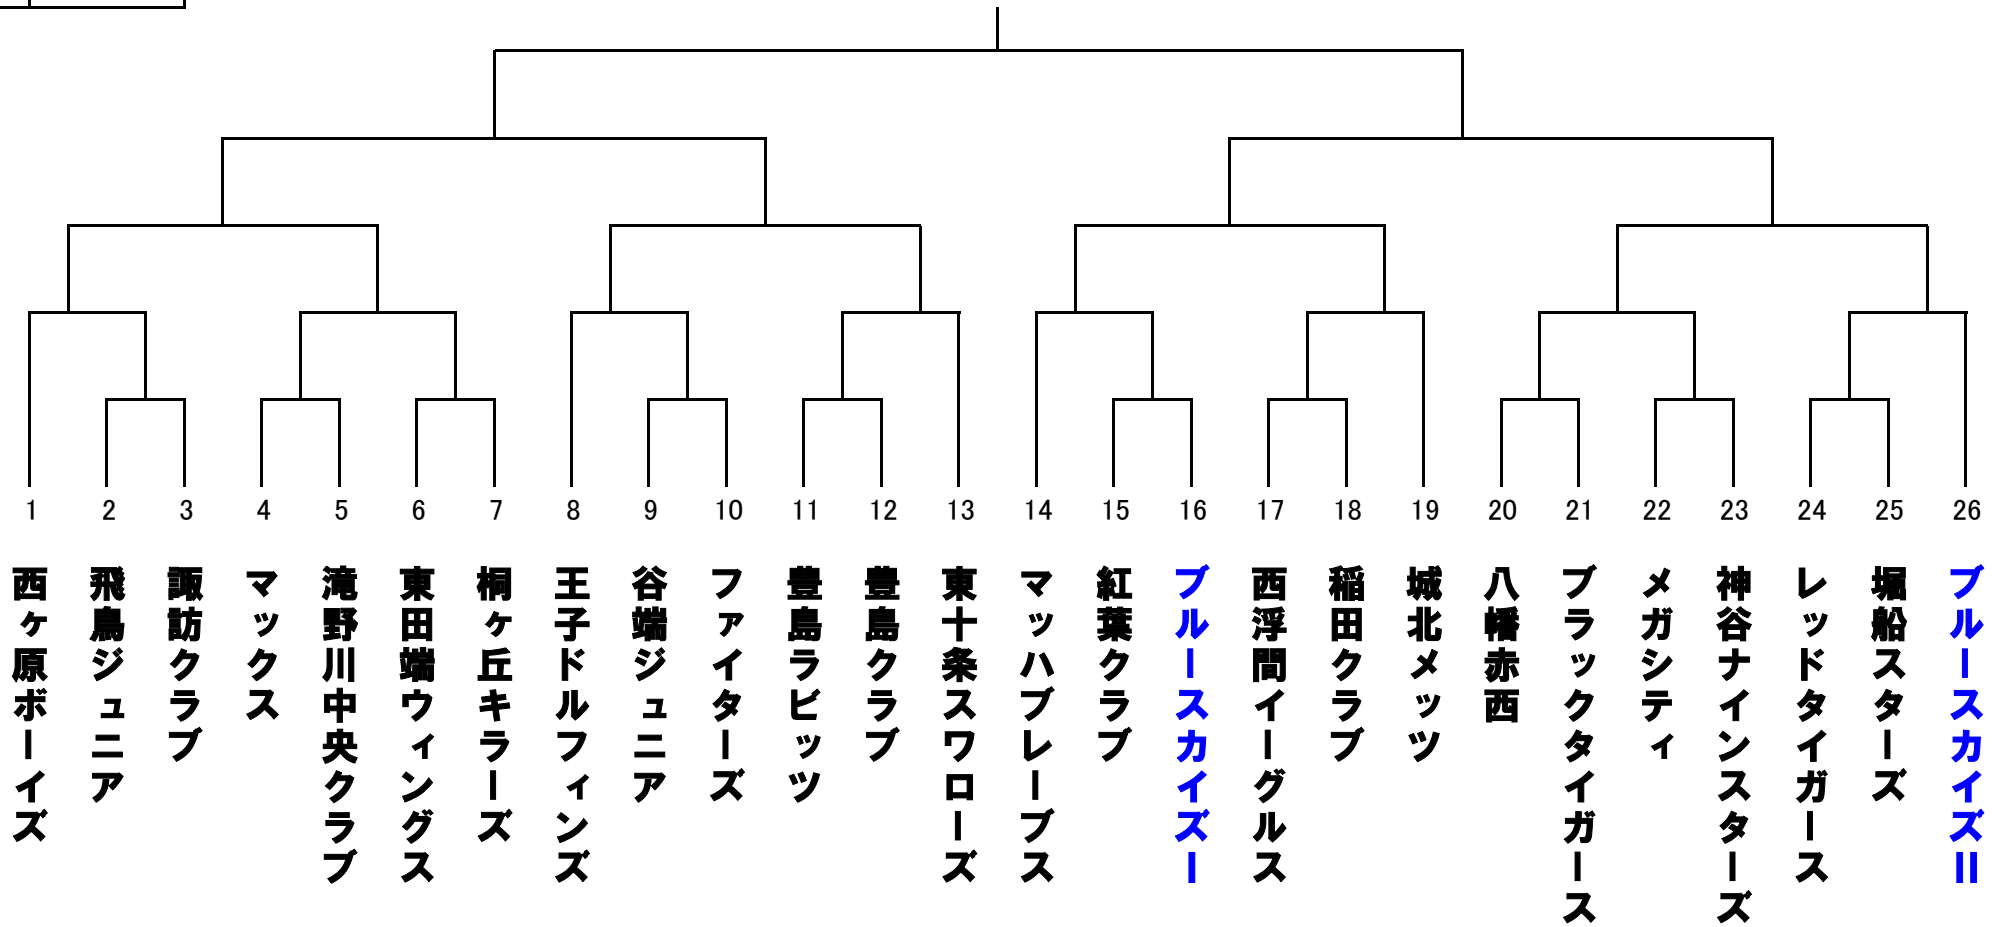 1 2 3 4 5 6 7 8 9 10 11 12 13 14 15 16 17 18 19 20 21 22 23 24 25 26
西ヶ原ボーイズ
飛鳥ジュニア
諏訪クラブ
マックス
滝野川中央クラブ
東田端ウィングス
桐ヶ丘キラーズ
王子ドルフィンズ
谷端ジュニア
ファイターズ
豊島ラビッツ
豊島クラブ
東十条スワローズ
マッハブレーブス
紅葉クラブ
ブルースカイズI
西浮間イーグルス
稲田クラブ
城北メッツ
八幡赤西
ブラックタイガース
メガシティ
神谷ナインスターズ
レッドタイガース
堀船スターズ
ブルースカイズII